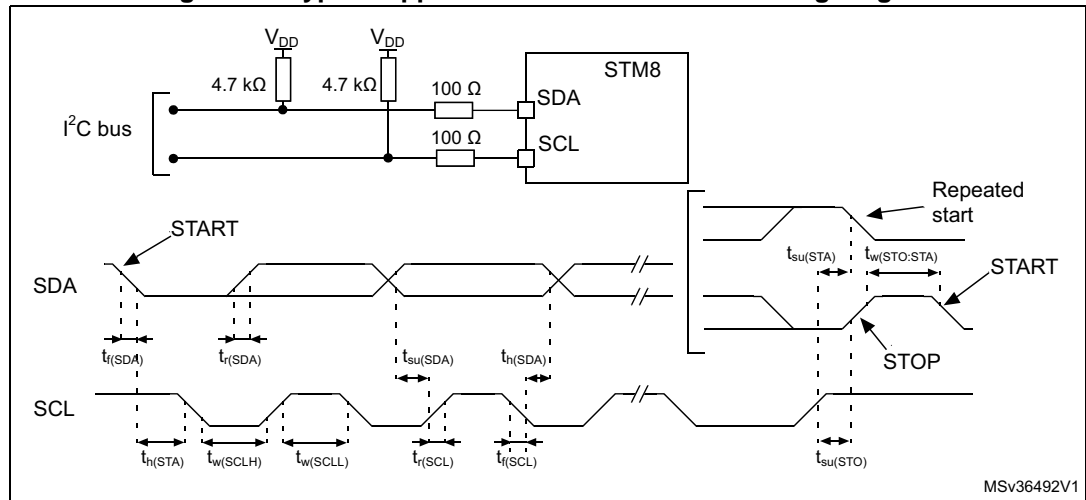 V_DD V_DD
4.7 kΩ 4.7 kΩ
100 Ω
100 Ω
STM8
SDA
SCL
I²C bus
Repeated
start
START
t_su(STA) t_w(STO:STA)
START
SDA
STOP
t_f(SDA) t_r(SDA) t_su(SDA) t_h(SDA)
SCL
t_h(STA) t_w(SCLH) t_w(SCLL) t_r(SCL) t_f(SCL) t_su(STO)
MSv36492V1